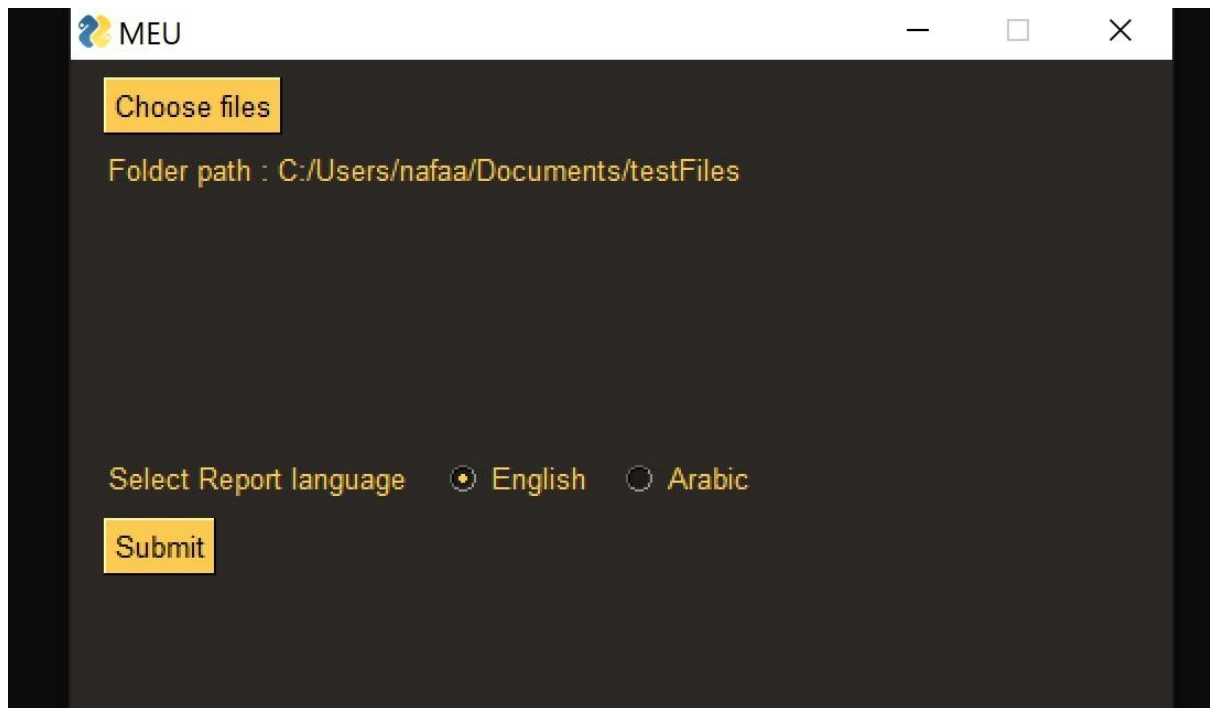 MEU
Choose files
Folder path : C:/Users/nafaa/Documents/testFiles
Select Report language English Arabic
Submit